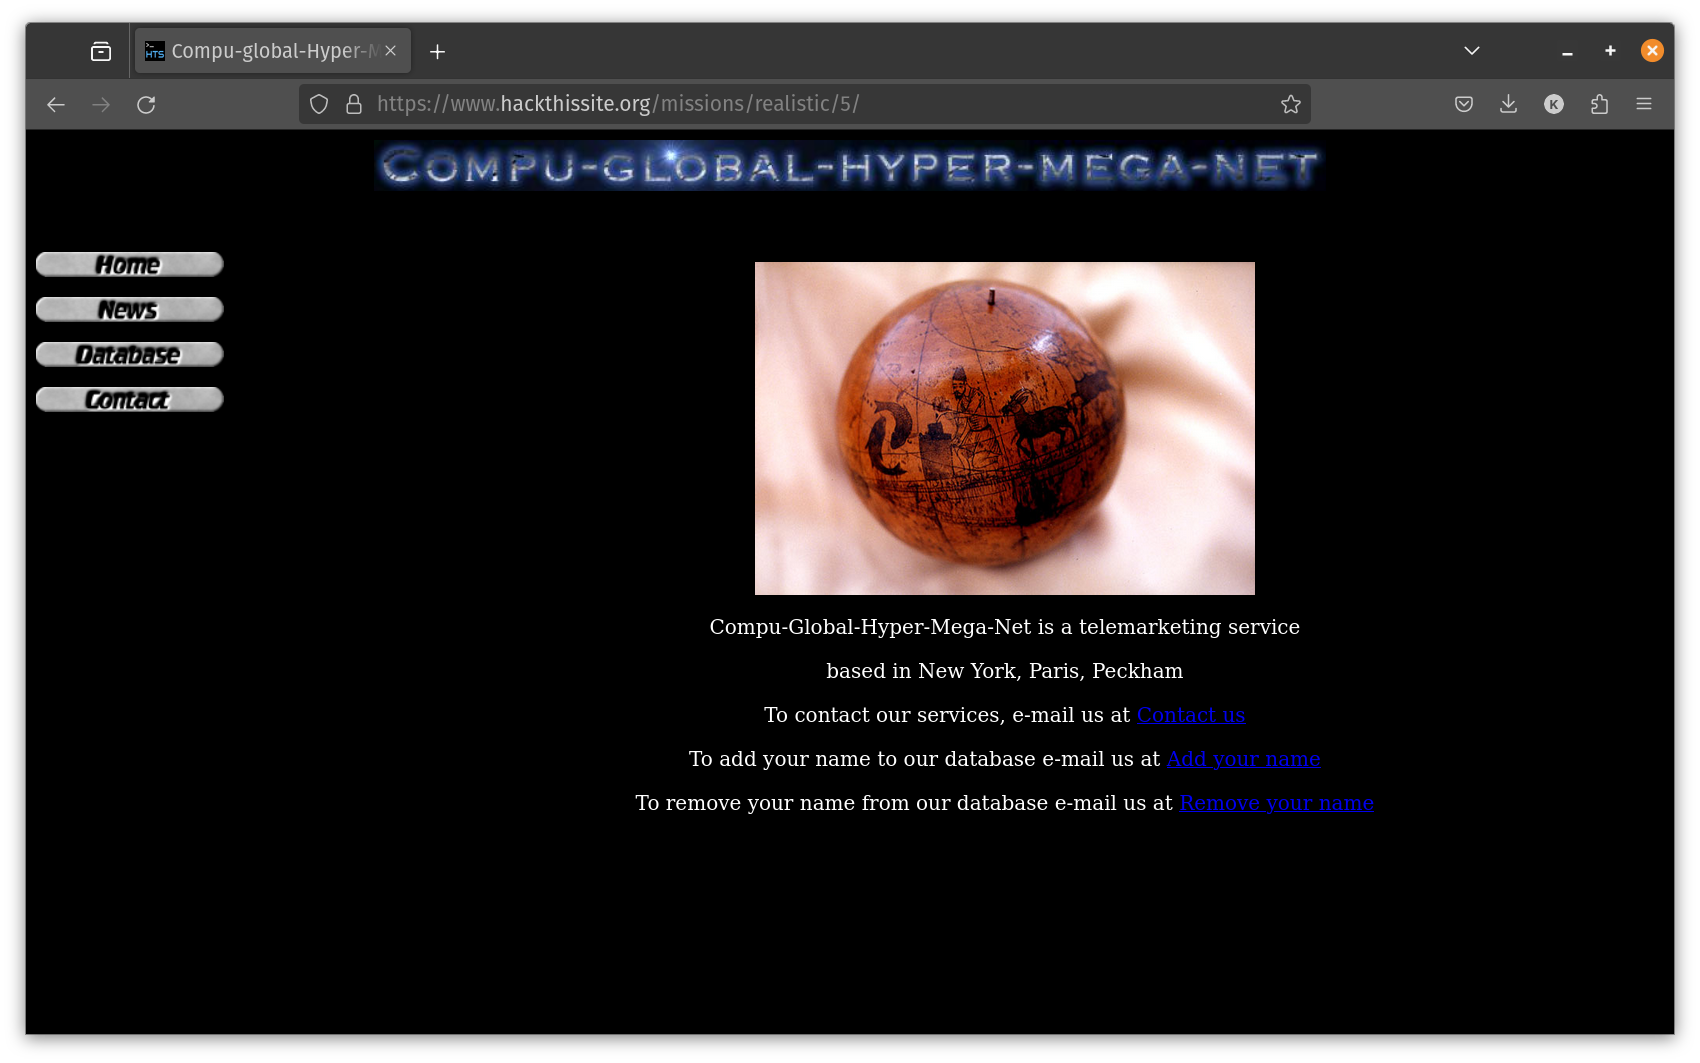 Compu-global-Hyper-M
https://www.hackthissite.org/missions/realistic/5/
K
Compu-global-hyper-mega-net
Home
News
Database
Contact
Compu-Global-Hyper-Mega-Net is a telemarketing service
based in New York, Paris, Peckham
To contact our services, e-mail us at Contact us
To add your name to our database e-mail us at Add your name
To remove your name from our database e-mail us at Remove your name